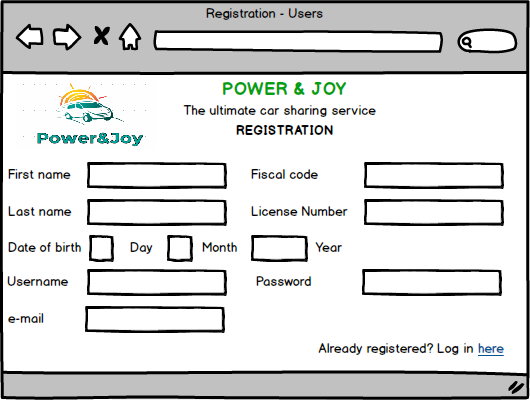 Registration - Users
POWER & JOY
The ultimate car sharing service
REGISTRATION
Power&Joy
First name
Fiscal code
Last name
License Number
Date of birth Day Month Year
Username
Password
e-mail
Already registered? Log in here